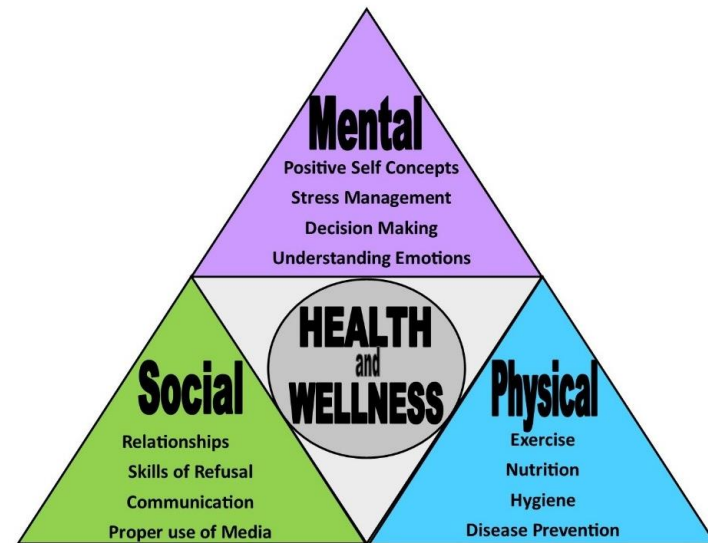 Mental
Positive Self Concepts
Stress Management
Decision Making
Understanding Emotions
HEALTH
and
WELLNESS
Social
Relationships
Skills of Refusal
Communication
Proper use of Media
Physical
Exercise
Nutrition
Hygiene
Disease Prevention